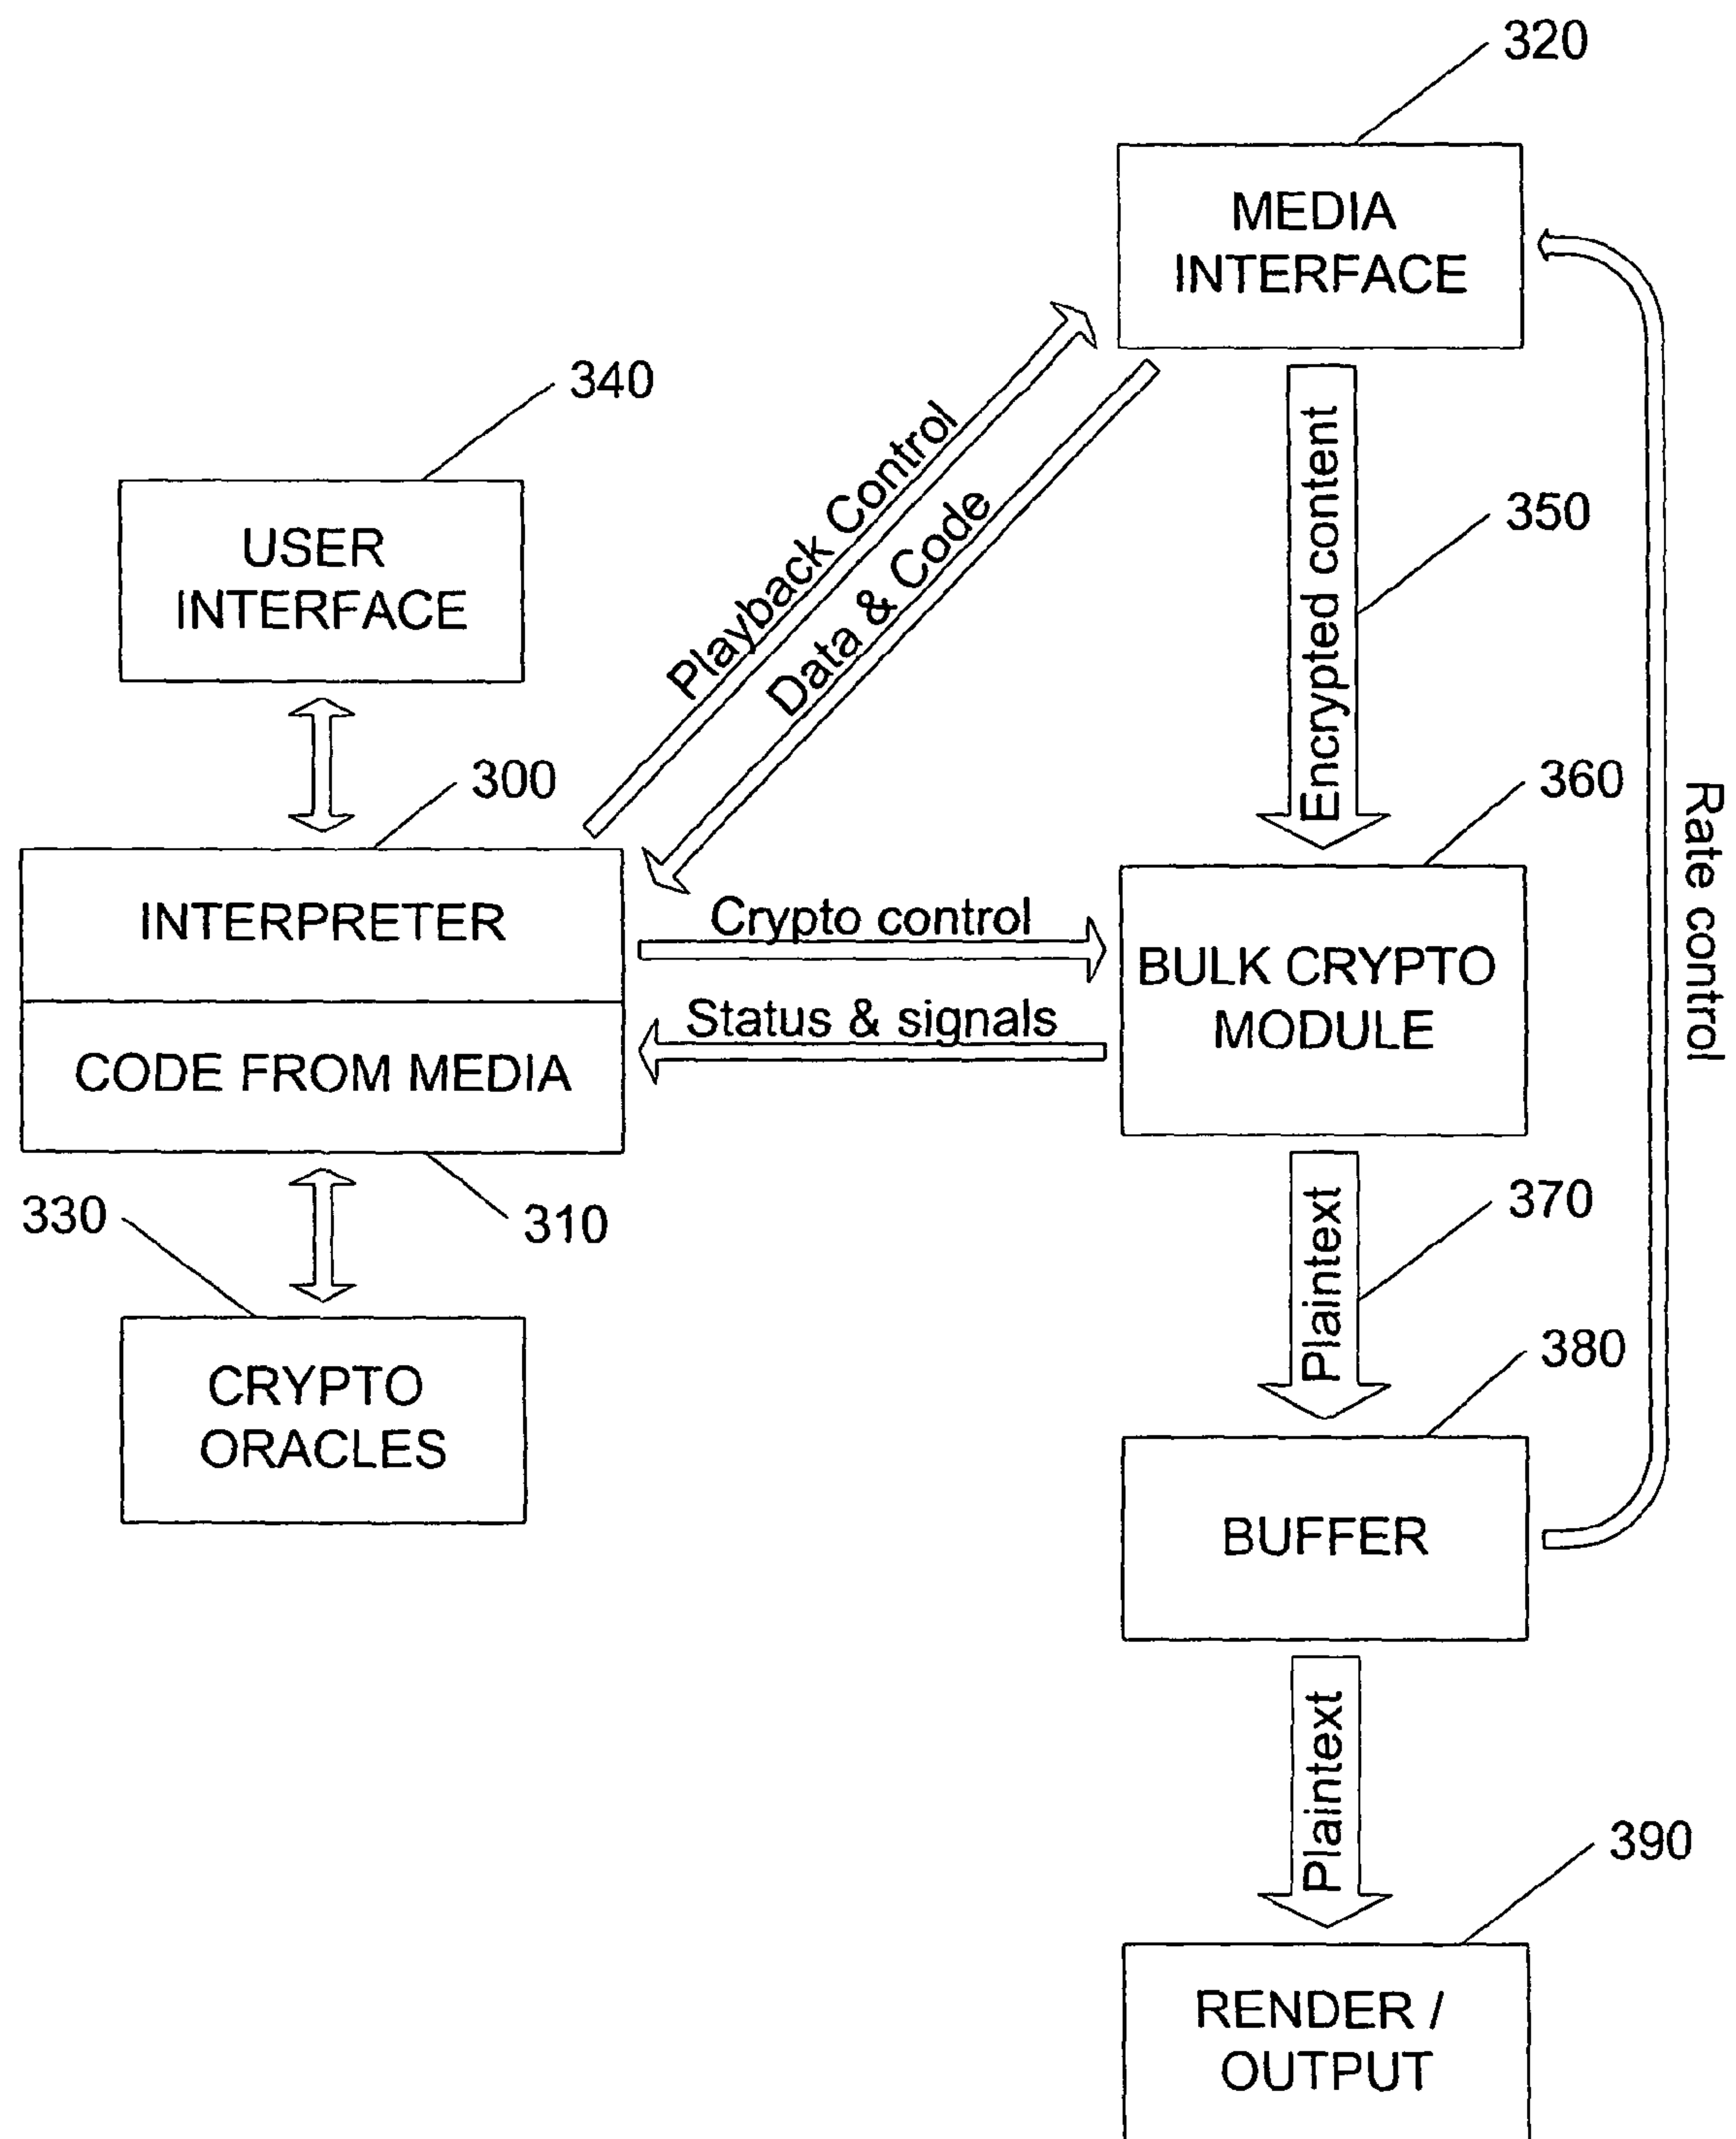 320
MEDIA
INTERFACE
340
USER
INTERFACE
Playback Control
Data & Code
Encrypted content
350
300
INTERPRETER
CODE FROM MEDIA
310
Crypto control
Status & signals
360
BULK CRYPTO
MODULE
Rate control
330
CRYPTO
ORACLES
Plaintext
370
380
BUFFER
Plaintext
390
RENDER /
OUTPUT